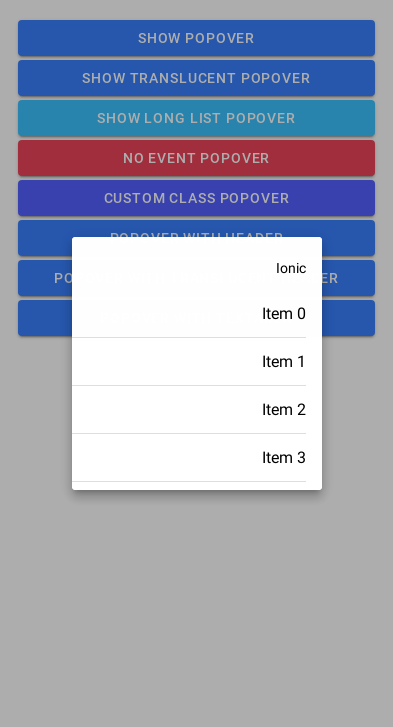 SHOW POPOVER
SHOW TRANSLUCENT POPOVER
SHOW LONG LIST POPOVER
NO EVENT POPOVER
CUSTOM CLASS POPOVER
POPOVER WITH HEADER
PO ER
Ionic
Item 0
Item 1
Item 2
Item 3